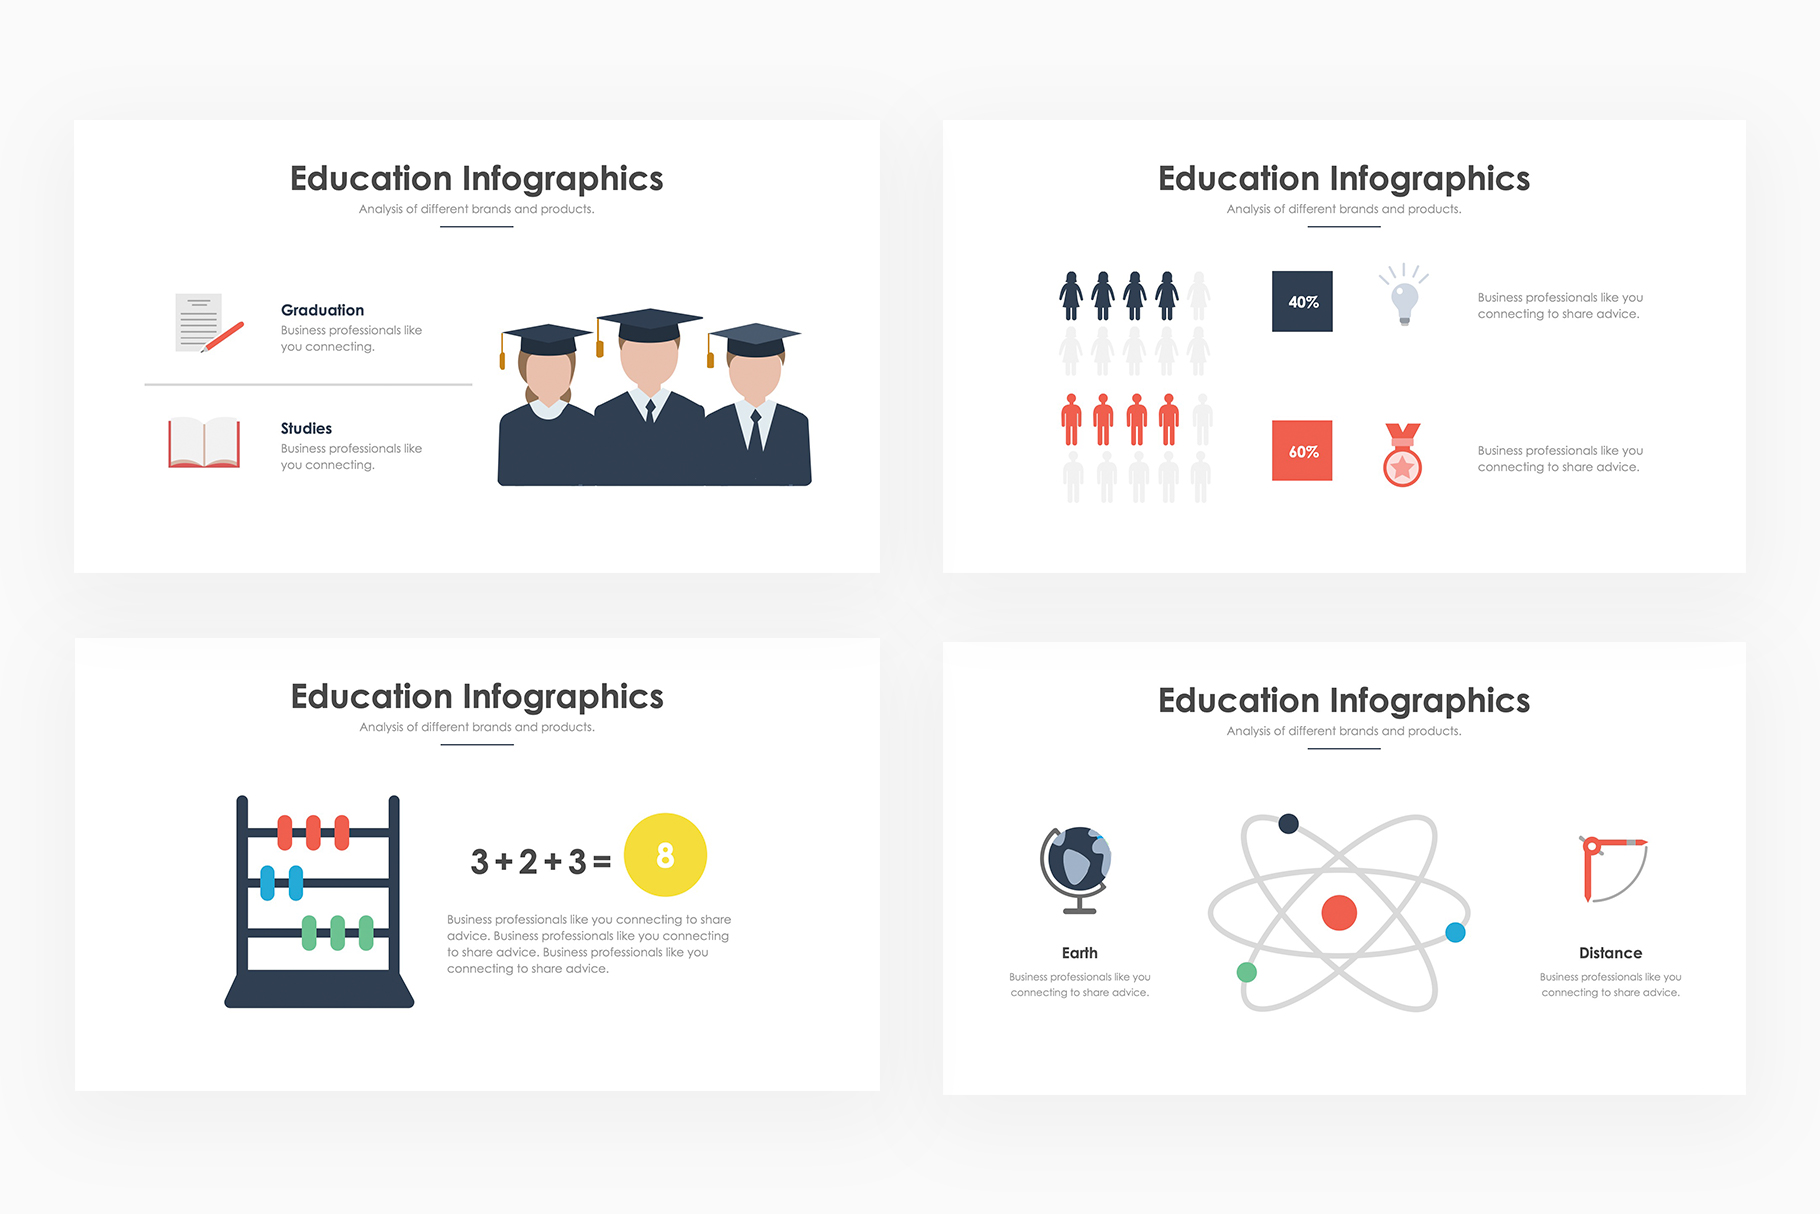 Education Infographics
Analysis of different brands and products.
Graduation
Business professionals like
you connecting.
Studies
Business professionals like
you connecting.
Education Infographics
Analysis of different brands and products.
40%
Business professionals like you
connecting to share advice.
60%
Business professionals like you
connecting to share advice.
Education Infographics
Analysis of different brands and products.
3+2+3= 8
Business professionals like you connecting to share
advice. Business professionals like you connecting
to share advice. Business professionals like you
connecting to share advice.
Education Infographics
Analysis of different brands and products.
Earth
Business professionals like you
connecting to share advice.
Distance
Business professionals like you
connecting to share advice.